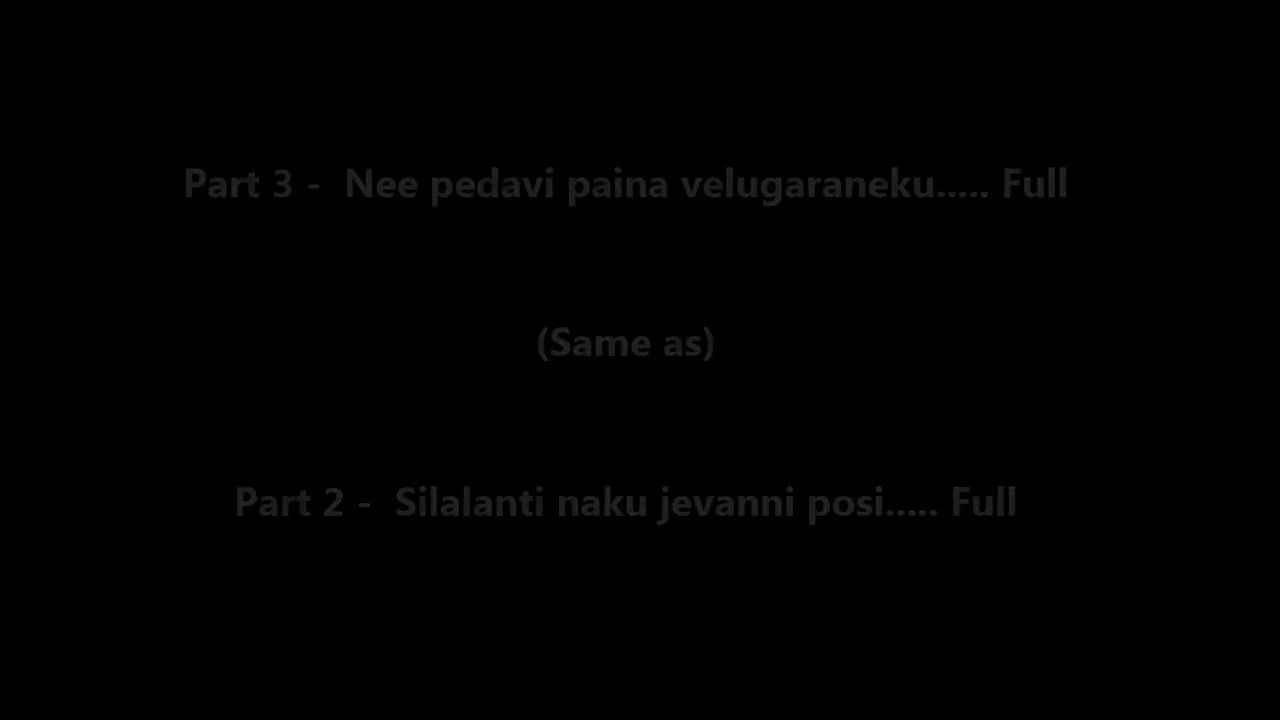 Part 3 -  Nee pedavi paina velugaraneku..... Full
(Same as)
Part 2 -  Silalanti naku jevanni posi..... Full